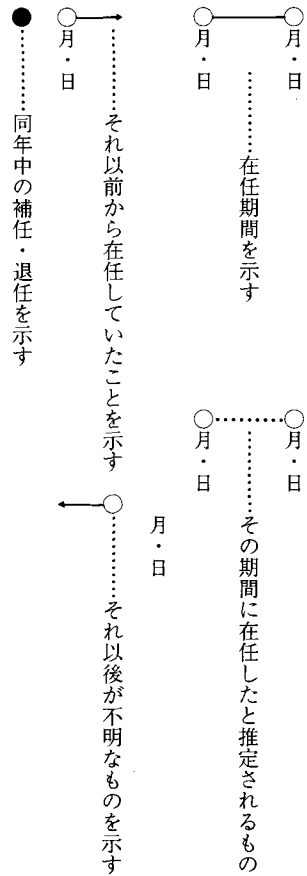 月・日
月・日
………在任期間を示す
月・日
月・日
………その期間に在任したと推定されるもの
月・日
………それ以前から在任していたことを示す
月・日
………それ以後が不明なものを示す
●………同年中の補任・退任を示す